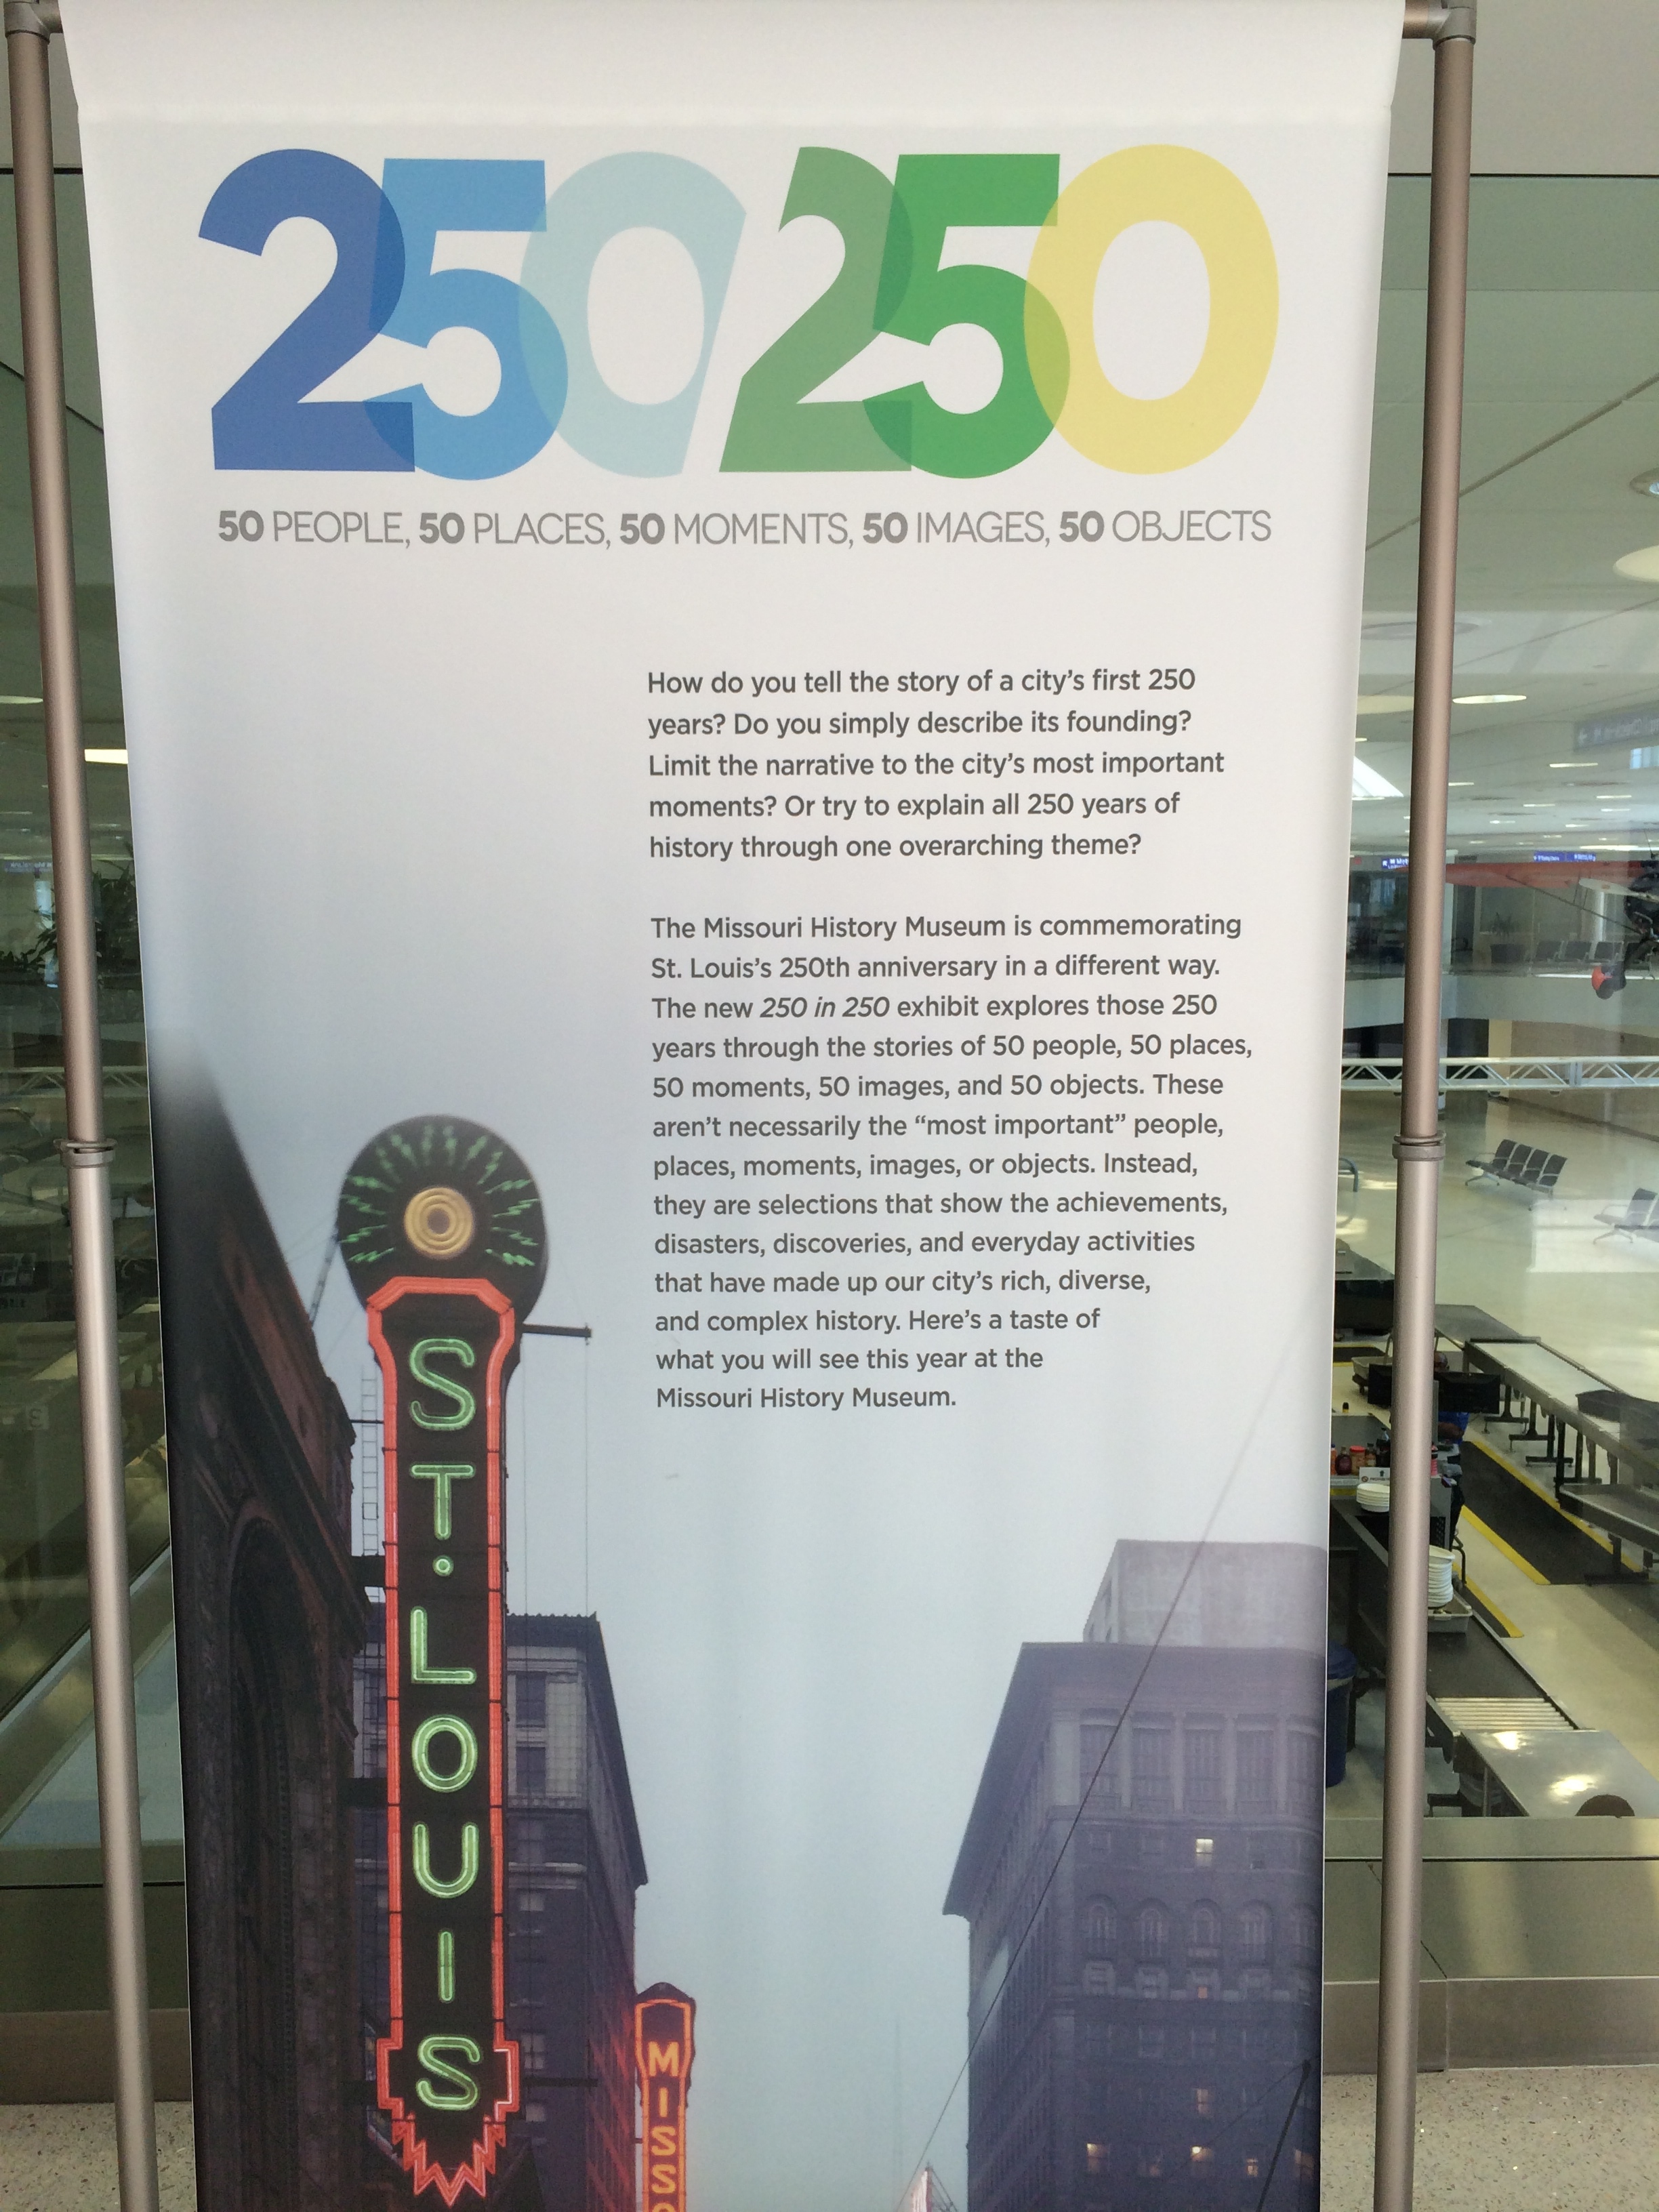 250/250
50 PEOPLE, 50 PLACES, 50 MOMENTS, 50 IMAGES, 50 OBJECTS
How do you tell the story of a city's first 250
years? Do you simply describe its founding?
Limit the narrative to the city's most important
moments? Or try to explain all 250 years of
history through one overarching theme?
The Missouri History Museum is commemorating
St. Louis's 250th anniversary in a different way.
The new 250 in 250 exhibit explores those 250
years through the stories of 50 people, 50 places,
50 moments, 50 images, and 50 objects. These
aren't necessarily the “most important” people,
places, moments, images, or objects. Instead,
they are selections that show the achievements,
disasters, discoveries, and everyday activities
that have made up our city's rich, diverse,
and complex history. Here's a taste of
what you will see this year at the
Missouri History Museum.
ST·LOUIS
MISSO